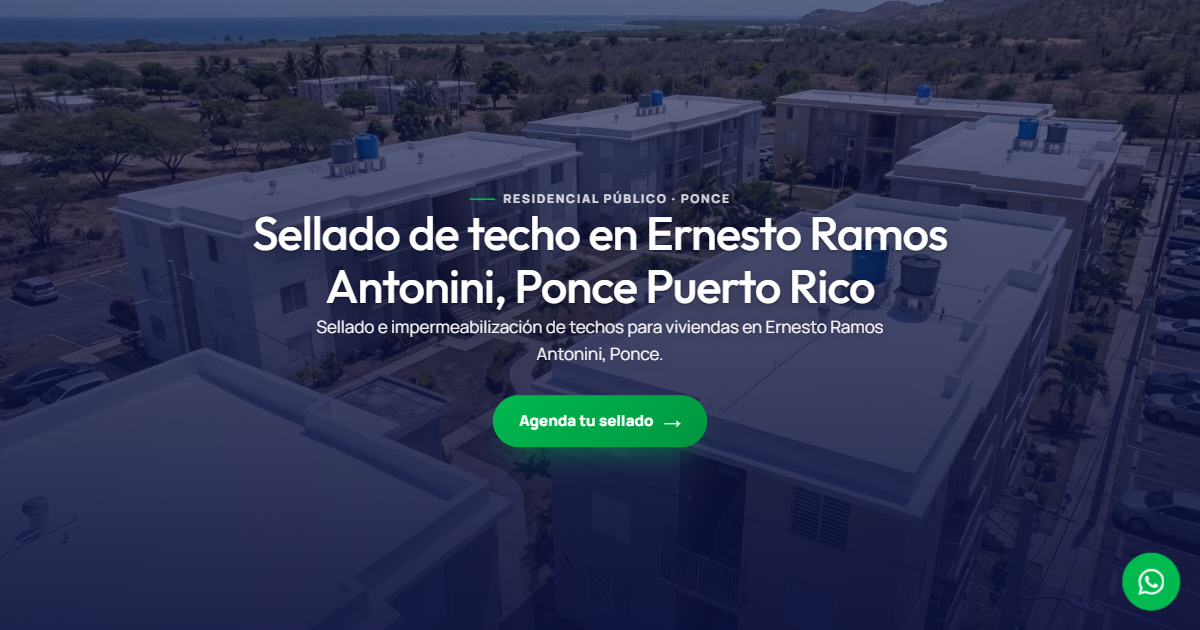 RESIDENCIAL PÚBLICO · PONCE
Sellado de techo en Ernesto Ramos
Antonini, Ponce Puerto Rico
Sellado e impermeabilización de techos para viviendas en Ernesto Ramos
Antonini, Ponce.
Agenda tu sellado →